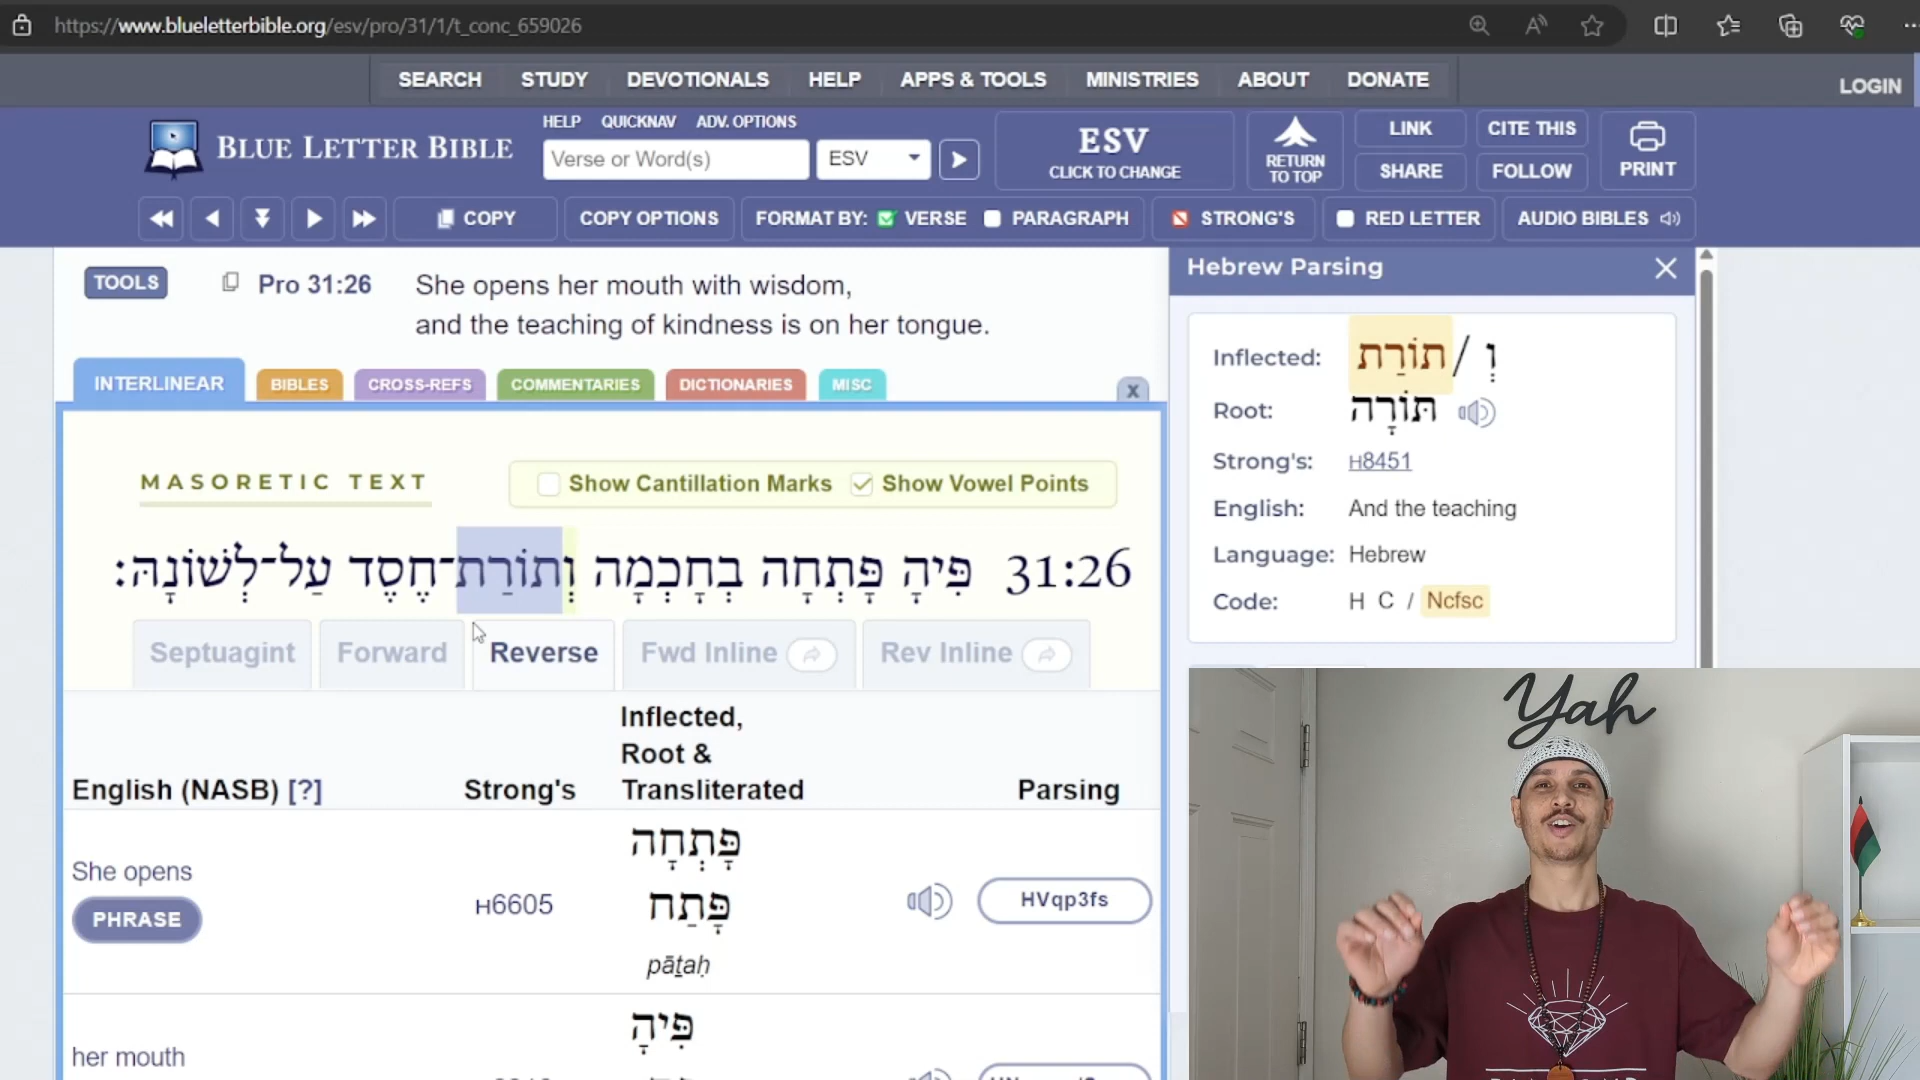 https://www.blueletterbible.org/esv/pro/31/1/t_conc_659026
SEARCH STUDY DEVOTIONALS HELP APPS & TOOLS MINISTRIES ABOUT DONATE
LOGIN
BLUE LETTER BIBLE
HELP QUICKNAV ADV. OPTIONS
Verse or Word(s)
ESV
ESV
CLICK TO CHANGE
RETURN
TO TOP
LINK
CITE THIS
SHARE
FOLLOW
PRINT
COPY
COPY OPTIONS
FORMAT BY: VERSE PARAGRAPH
STRONG'S
RED LETTER
AUDIO BIBLES
TOOLS
Pro 31:26
She opens her mouth with wisdom,
and the teaching of kindness is on her tongue.
INTERLINEAR
BIBLES
CROSS-REFS
COMMENTARIES
DICTIONARIES
MISC
X
MASORETIC TEXT
Show Cantillation Marks
Show Vowel Points
31:26 פִּיהָ פָּתְחָה בְחָכְמָה וְתוֹרַת־חֶסֶד עַל־לְשׁוֹנָהּ׃
Septuagint
Forward
Reverse
Fwd Inline
Rev Inline
English (NASB) [?]
Strong's
Inflected,
Root &
Transliterated
Parsing
She opens
PHRASE
H6605
פָּתְחָה
פָּתַח
pāṯaḥ
HVqp3fs
her mouth
פִּיהָ
Hebrew Parsing
Inflected: וְ / תוֹרַת
Root: תּוֹרָה
Strong's: H8451
English: And the teaching
Language: Hebrew
Code: H C / Ncfsc
Yah